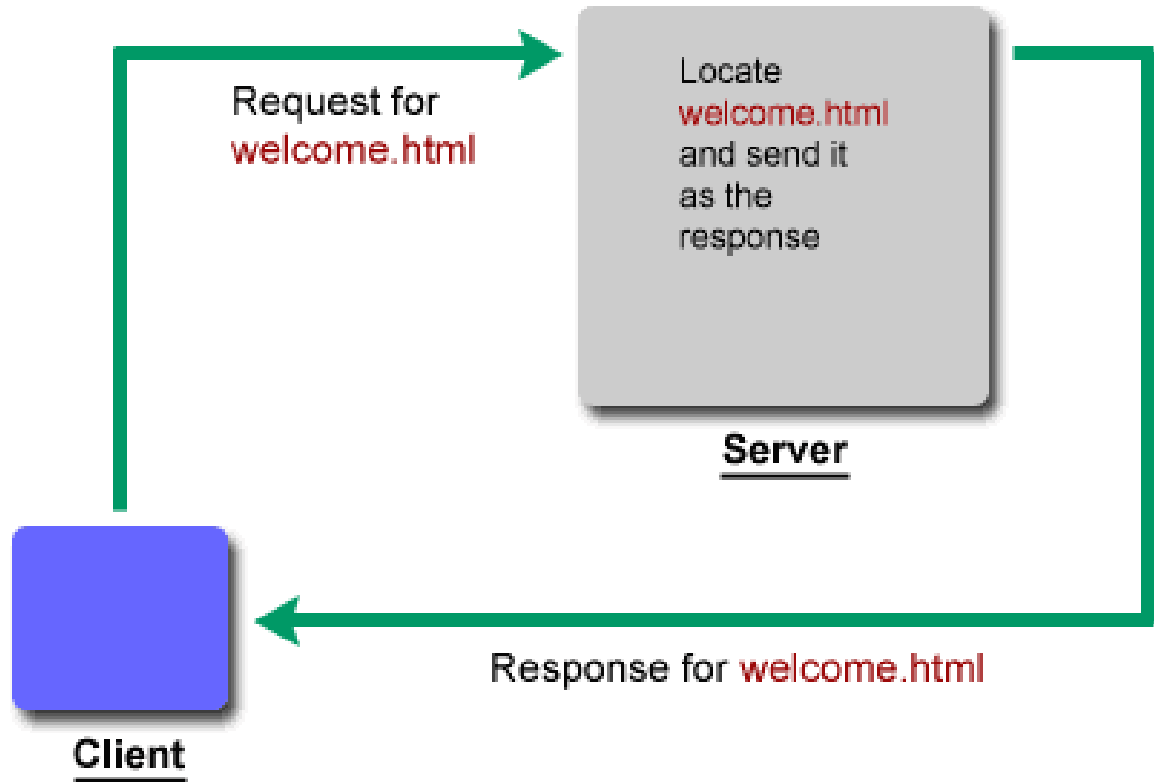 Request for
welcome.html
Locate
welcome.html
and send it
as the
response
Server
Response for welcome.html
Client